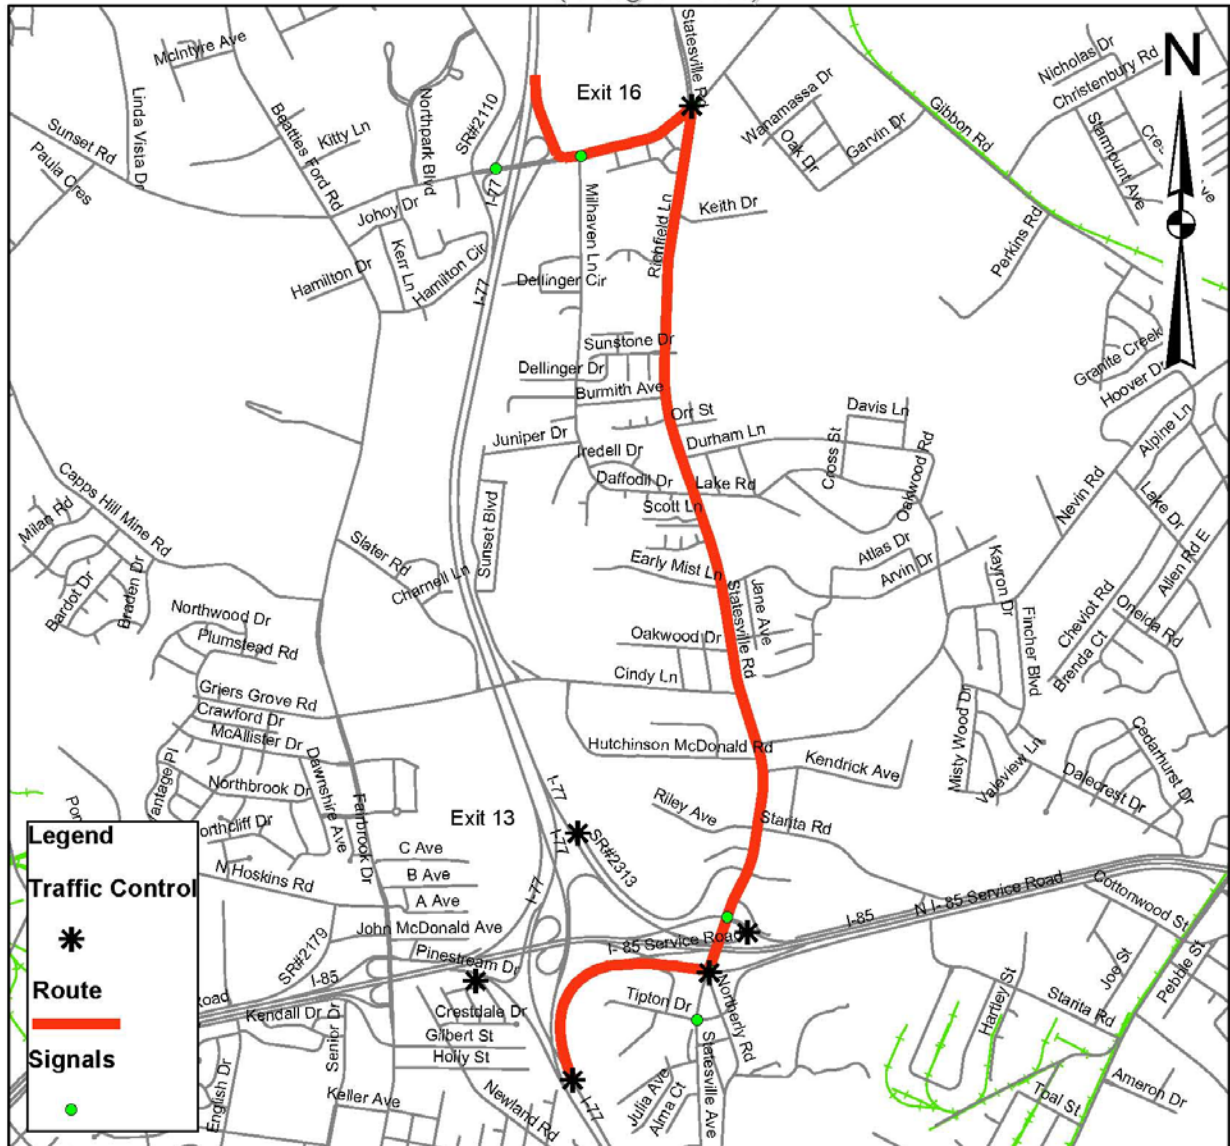 Statesville Rd
McIntyre Ave
Exit 16
Nicholas Dr
N
Christenbury Rd
Linda Vista Dr
Northpark Blvd
SR#2110
Wanamassa Dr
Gibbon Rd
Sunset Rd
Beatties Ford Rd
Kitty Ln
Oak Dr
Garvin Dr
Stamount Ave
Paula Cres
I-77
Johoy Dr
Milhaven Ln
Richfield Ln
Keith Dr
Perkins Rd
Kerr Ln
Hamilton Cir
Hamilton Dr
I-77
Dellinger Cir
Sunstone Dr
Granite Creek
Dellinger Dr
Hoover Dr
Burmith Ave
Orr St
Davis Ln
Alpine Ln
Juniper Dr
Durham Ln
Cross St
Iredell Dr
Oakwood Rd
Daffodil Dr
Lake Rd
Nevin Rd
Lake Dr
Capps Hill Mine Rd
Milan Rd
Scott Ln
Sunset Blvd
Slater Rd
Early Mist Ln
Atlas Dr
Arvin Dr
Allen Rd E
Charnell Ln
Kayron Dr
Bardot Dr
Braden Dr
Northwood Dr
Statesville Rd
Jane Ave
Cheviot Rd
Oneida Rd
Plumstead Rd
Oakwood Dr
Fincher Blvd
Brenda Ct
Cindy Ln
Griers Grove Rd
Crawford Dr
McAllister Dr
Hutchinson McDonald Rd
Kendrick Ave
Misty Wood Dr
Valeview Ln
Cedarhurst Dr
Dalecrest Dr
Northbrook Dr
Dawnshire Ave
I-77
Riley Ave
Exit 13
Starita Rd
I-77
SR#2313
Legend
Fairbrook Dr
C Ave
B Ave
N Hoskins Rd
A Ave
I-77
N I- 85 Service Road
Cottonwood St
Traffic Control
John McDonald Ave
I-85
I- 85 Service Road
SR#2179
Pinestream Dr
I-85
Joe St
Pebble St
Route
Crestdale Dr
Tipton Dr
Northerly Rd
Hartley St
Starita Rd
Kendall Dr
Senior Dr
Gilbert St
Signals
Holly St
Statesville Ave
English Dr
Keller Ave
Newland Rd
I-77
Julia Ave
Alma Ct
Toal St
Ameron Dr